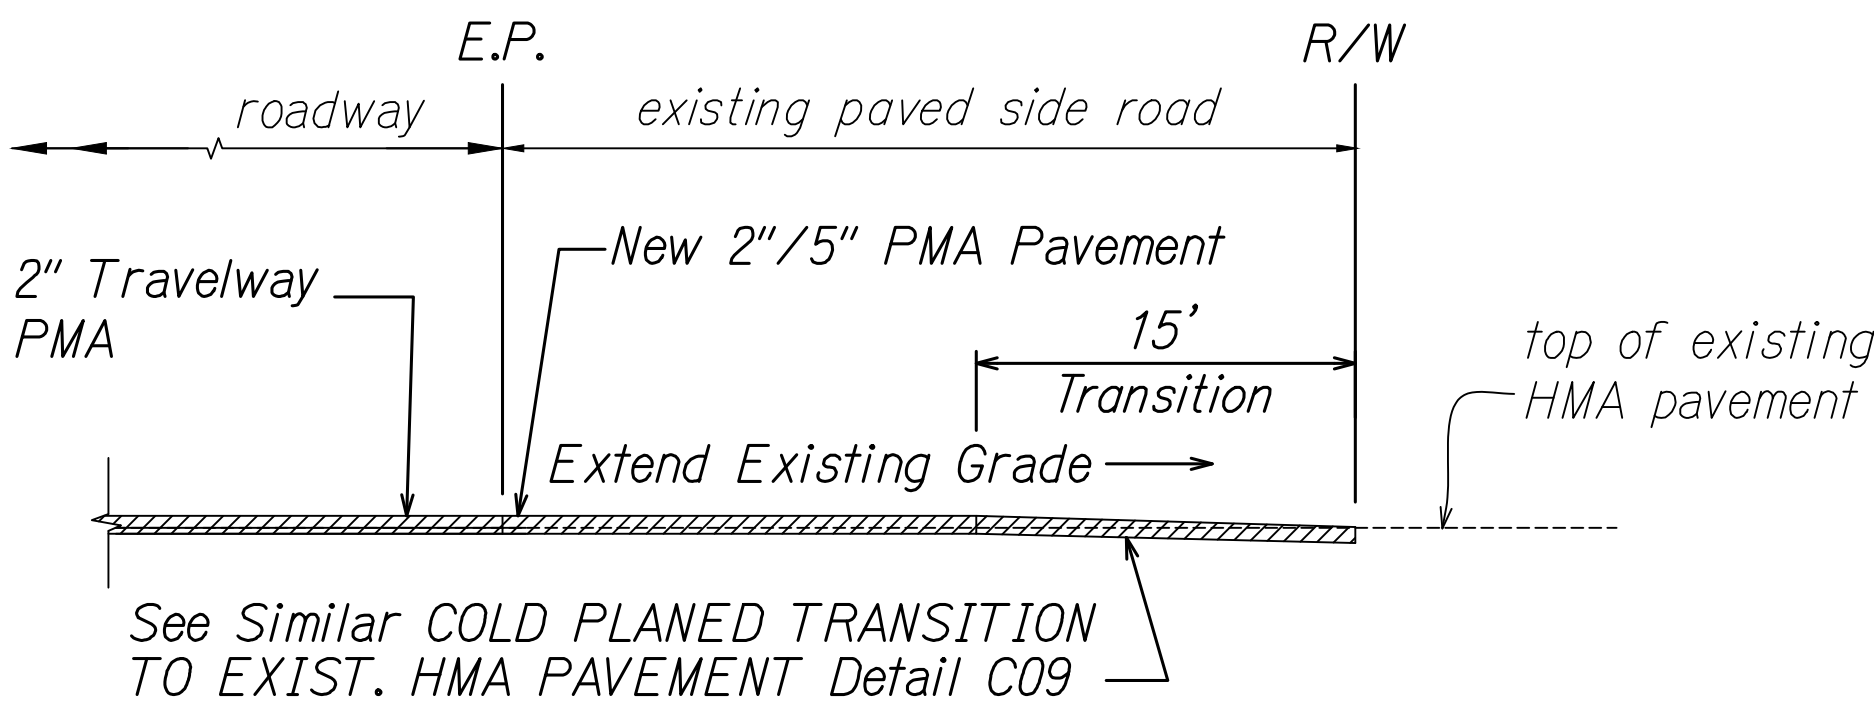 E.P.
R/W
roadway
existing paved side road
New 2"/5" PMA Pavement
2" Travelway
PMA
15'
Transition
top of existing
HMA pavement
Extend Existing Grade
See Similar COLD PLANED TRANSITION
TO EXIST. HMA PAVEMENT Detail C09